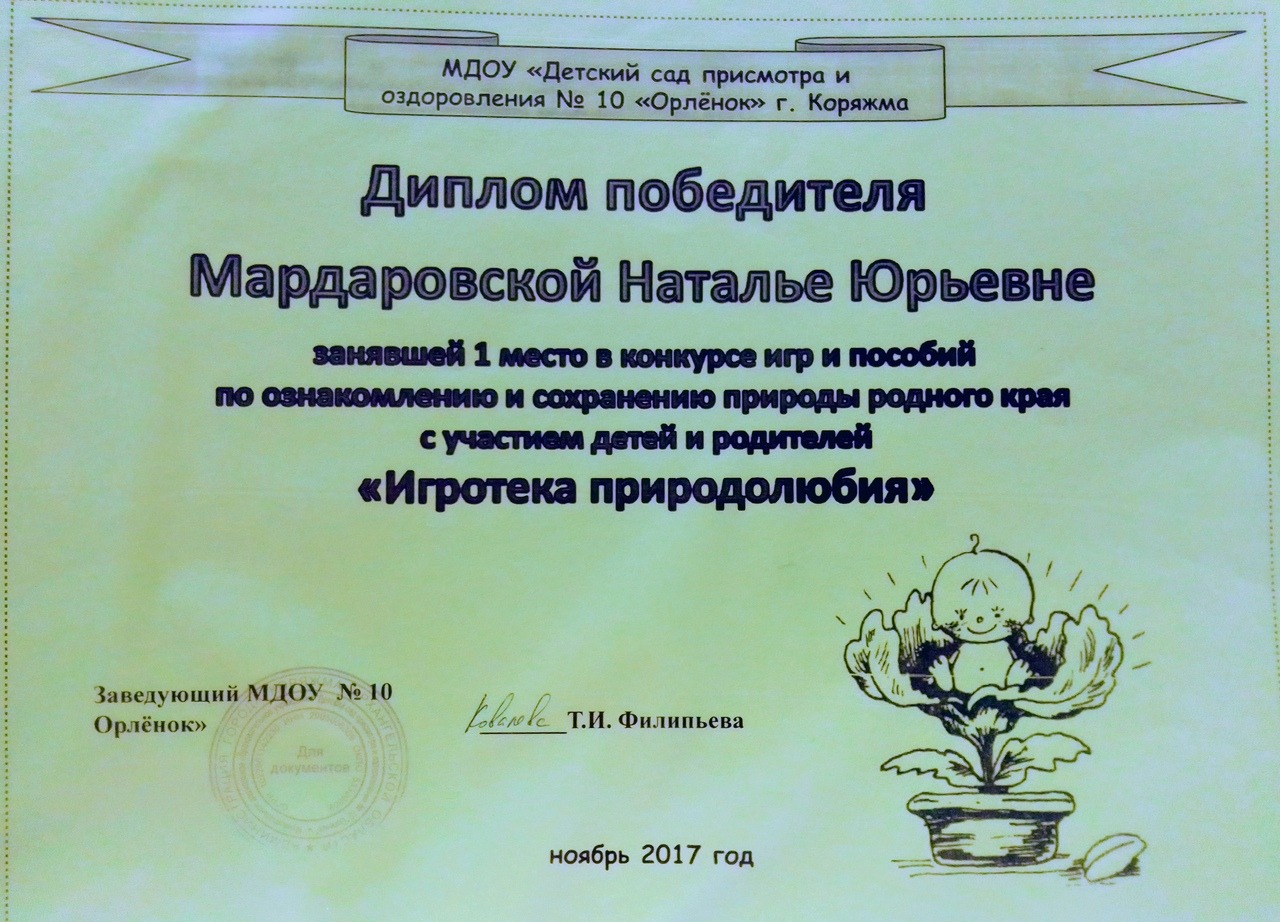 МДОУ «Детский сад присмотра и
оздоровления № 10 «Орлёнок» г. Коряжма
Диплом победителя
Мардаровской Наталье Юрьевне
занявшей 1 место в конкурсе игр и пособий
по ознакомлению и сохранению природы родного края
с участием детей и родителей
«Игротека природолюбия»
Заведующий МДОУ № 10
Орлёнок»
Ковалева Т.И. Филипьева
Для
документов
ноябрь 2017 год